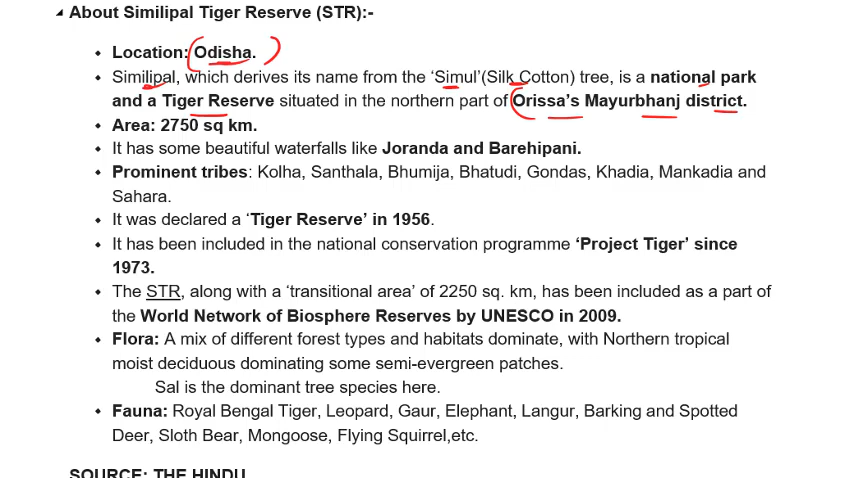 About Similipal Tiger Reserve (STR):-
Location: Odisha.
Similipal, which derives its name from the ‘Simul’(Silk Cotton) tree, is a national park
and a Tiger Reserve situated in the northern part of Orissa’s Mayurbhanj district.
Area: 2750 sq km.
It has some beautiful waterfalls like Joranda and Barehipani.
Prominent tribes: Kolha, Santhala, Bhumija, Bhatudi, Gondas, Khadia, Mankadia and
Sahara.
It was declared a ‘Tiger Reserve’ in 1956.
It has been included in the national conservation programme ‘Project Tiger’ since
1973.
The STR, along with a ‘transitional area’ of 2250 sq. km, has been included as a part of
the World Network of Biosphere Reserves by UNESCO in 2009.
Flora: A mix of different forest types and habitats dominate, with Northern tropical
moist deciduous dominating some semi-evergreen patches.
Sal is the dominant tree species here.
Fauna: Royal Bengal Tiger, Leopard, Gaur, Elephant, Langur, Barking and Spotted
Deer, Sloth Bear, Mongoose, Flying Squirrel,etc.
SOURCE: THE HINDU